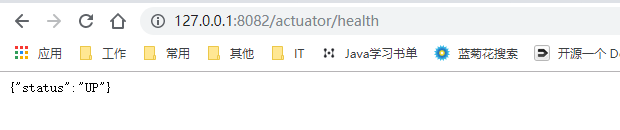 127.0.0.1:8082/actuator/health
应用 工作 常用 其他 IT Java学习书单 蓝菊花搜索 开源一个 D
{"status":"UP"}